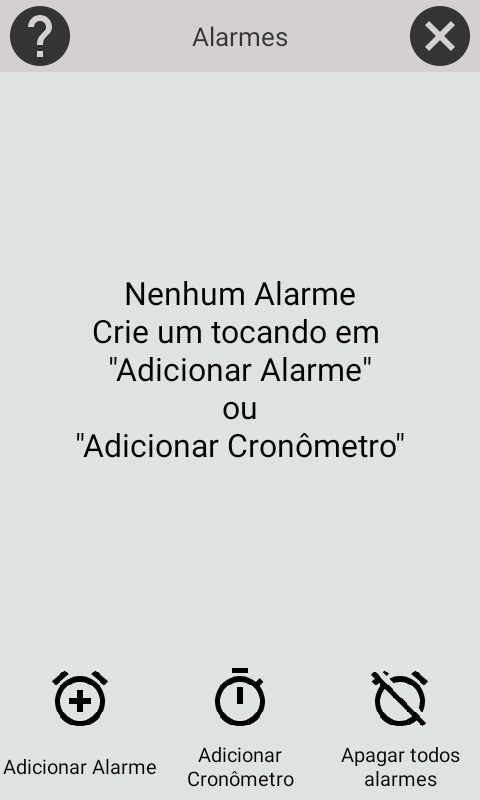 Alarmes
Nenhum Alarme
Crie um tocando em
"Adicionar Alarme"
ou
"Adicionar Cronômetro"
Adicionar Alarme
Adicionar
Cronômetro
Apagar todos
alarmes